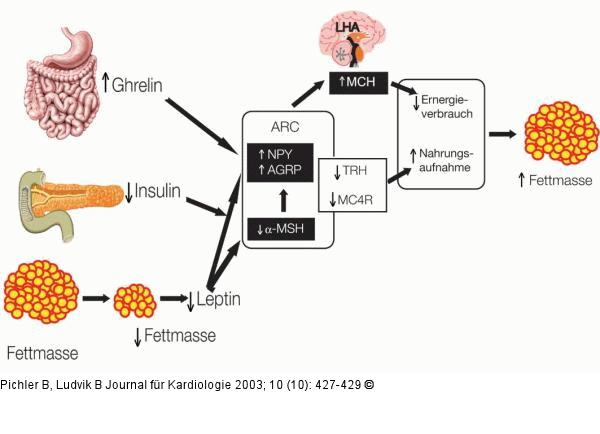 LHA
↑ Ghrelin
↑ MCH
ARC
↓ Ernergie-
verbrauch
↑ NPY
↑ AGRP
↓ TRH
↑ Nahrungs-
aufnahme
↓ MC4R
↑ Fettmasse
↓ Insulin
↓ α-MSH
↓ Leptin
↓ Fettmasse
Fettmasse
Pichler B, Ludvik B Journal für Kardiologie 2003; 10 (10): 427-429 ©